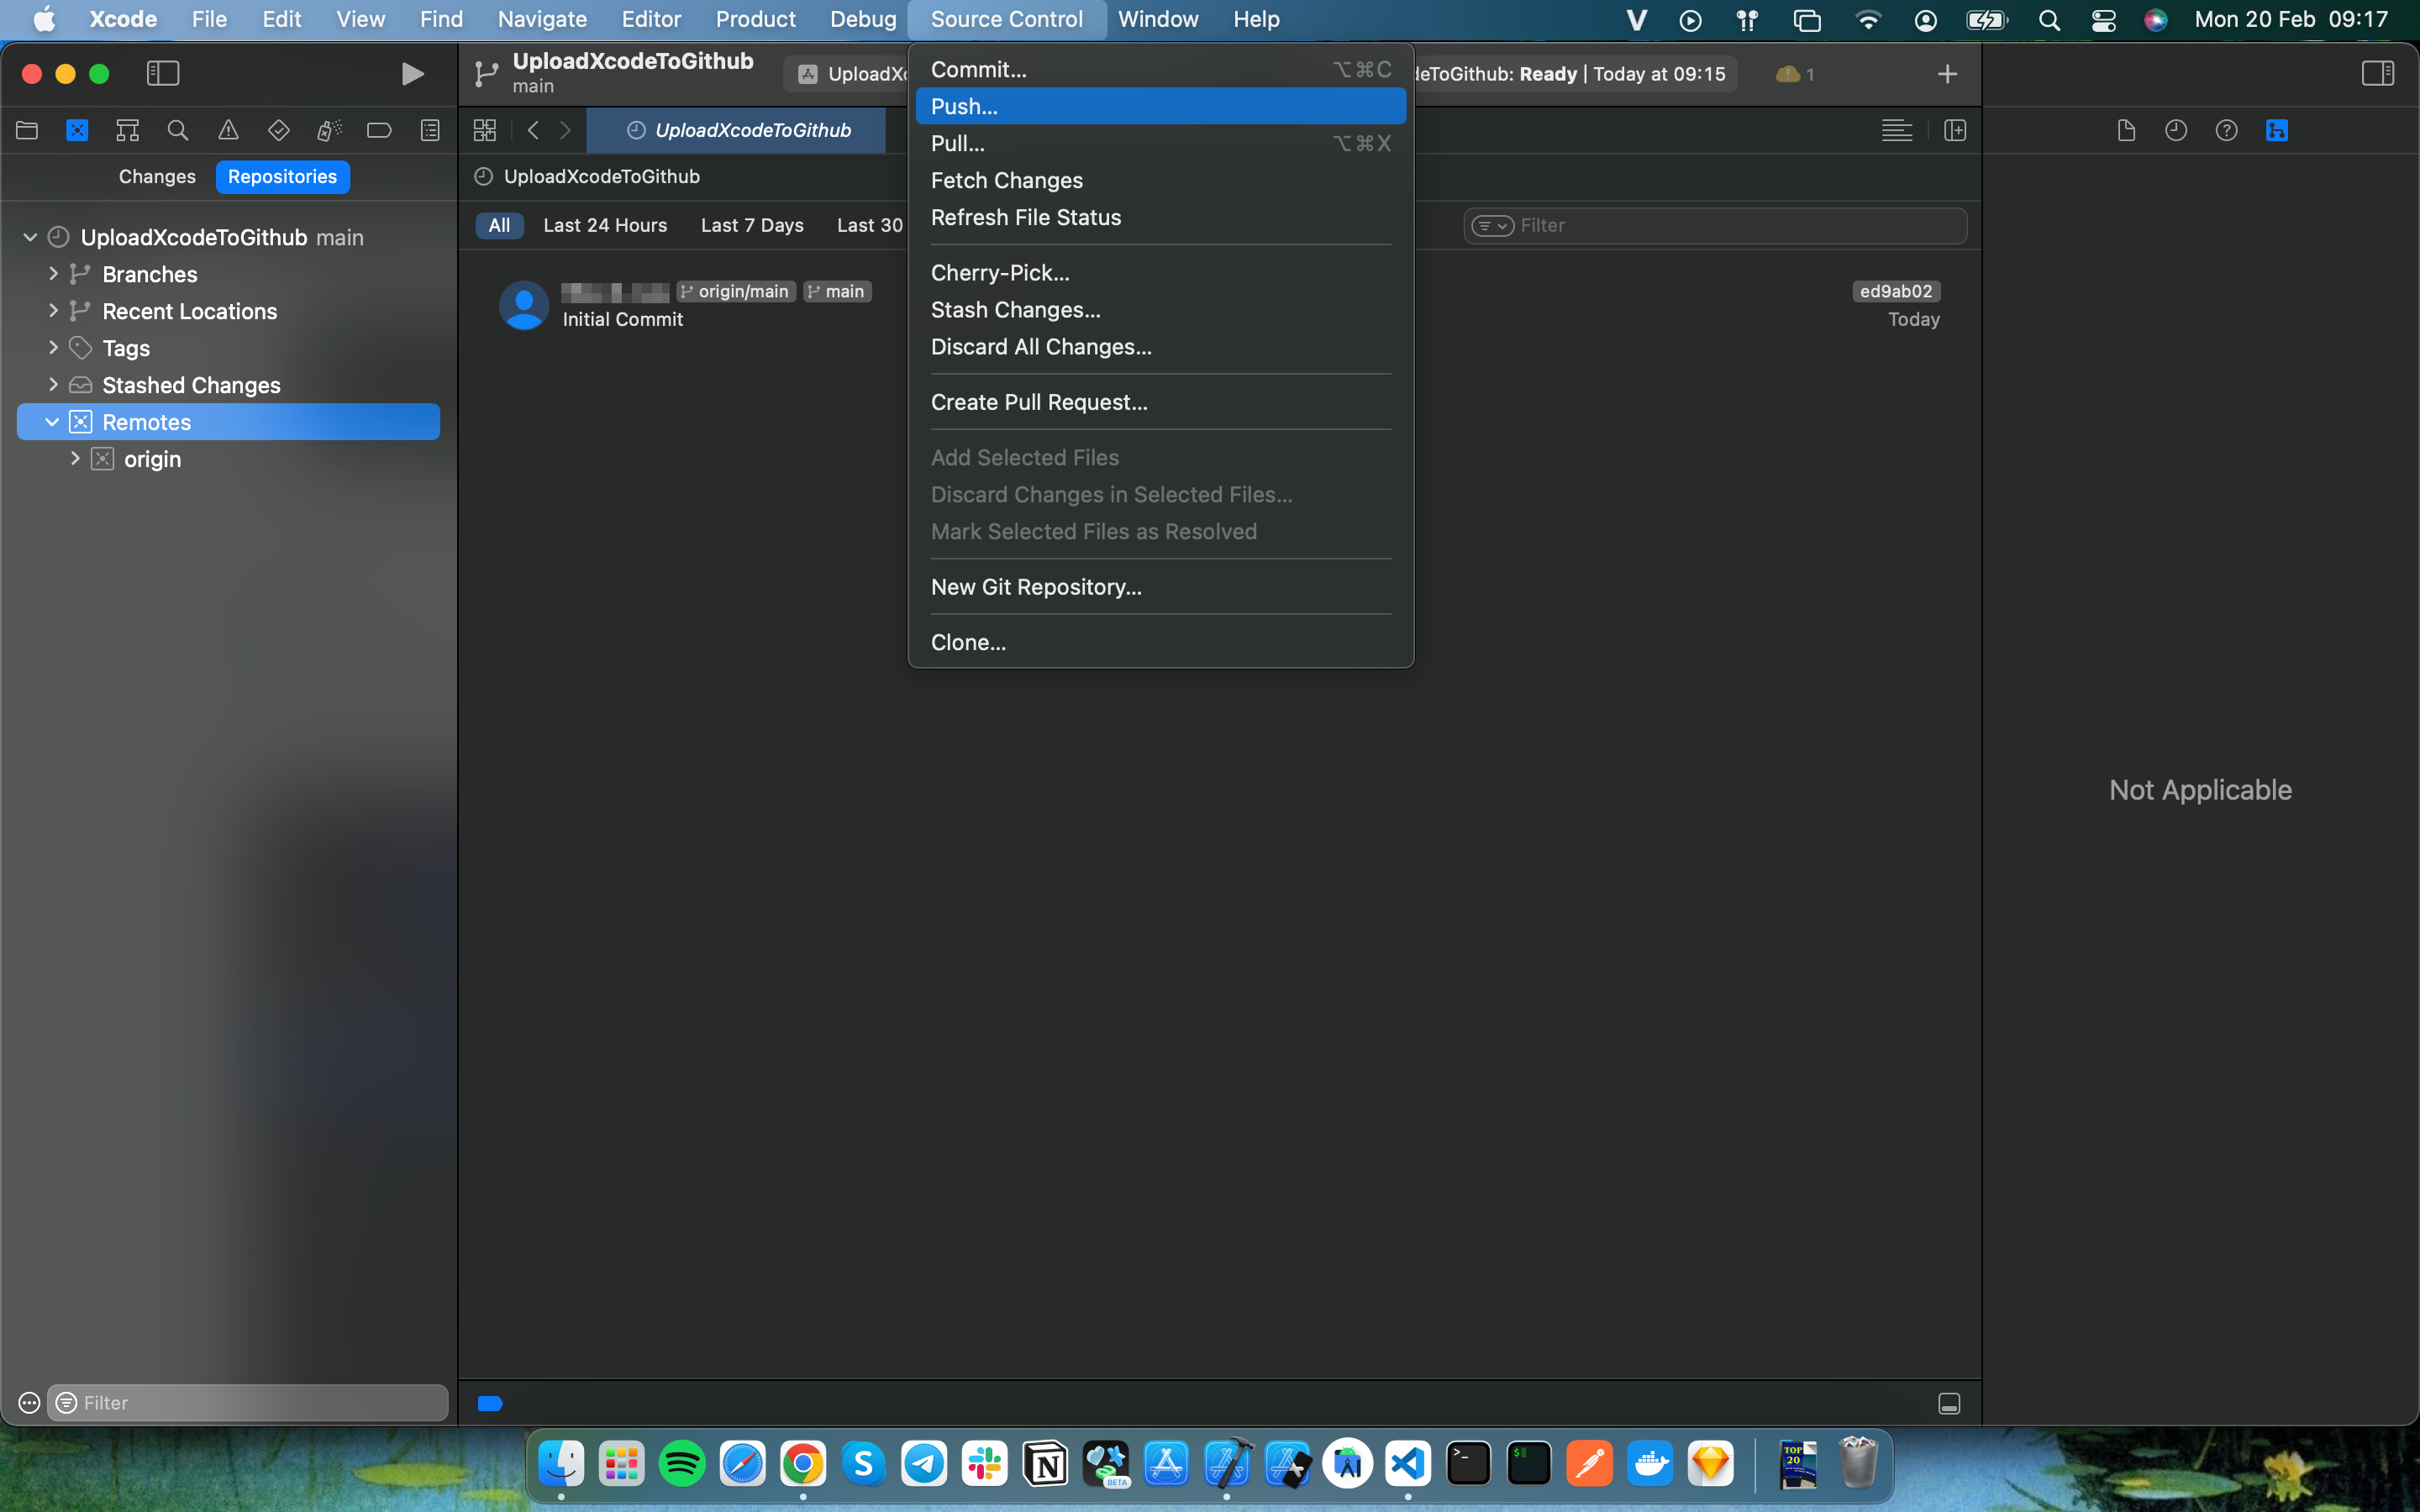 Xcode File Edit View Find Navigate Editor Product Debug Source Control Window Help Mon 20 Feb 09:17
UploadXcodeToGithub
main
UploadXc
eToGithub: Ready | Today at 09:15
1
Commit... ⌥⌘C
Push...
Pull... ⌥⌘X
Fetch Changes
Refresh File Status
Cherry-Pick...
Stash Changes...
Discard All Changes...
Create Pull Request...
Add Selected Files
Discard Changes in Selected Files...
Mark Selected Files as Resolved
New Git Repository...
Clone...
Changes Repositories
UploadXcodeToGithub main
Branches
Recent Locations
Tags
Stashed Changes
Remotes
origin
Filter
UploadXcodeToGithub
UploadXcodeToGithub
All Last 24 Hours Last 7 Days Last 30
Filter
origin/main main
Initial Commit
ed9ab02
Today
Not Applicable
BETA
TOP
20